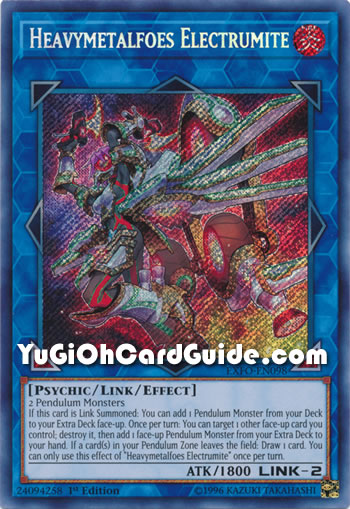 HEAVYMETALFOES ELECTRUMITE
YuGiOhCardGuide.com
EXFO-EN098
[PSYCHIC/LINK/EFFECT]
2 Pendulum Monsters
If this card is Link Summoned: You can add 1 Pendulum Monster from your Deck
to your Extra Deck face-up. Once per turn: You can target 1 other face-up card you
control; destroy it, then add 1 face-up Pendulum Monster from your Extra Deck to
your hand. If a card(s) in your Pendulum Zone leaves the field: Draw 1 card. You
can only use this effect of "Heavymetalfoes Electrumite" once per turn.
ATK/1800 LINK-2
24094258 1st Edition ©1996 KAZUKI TAKAHASHI